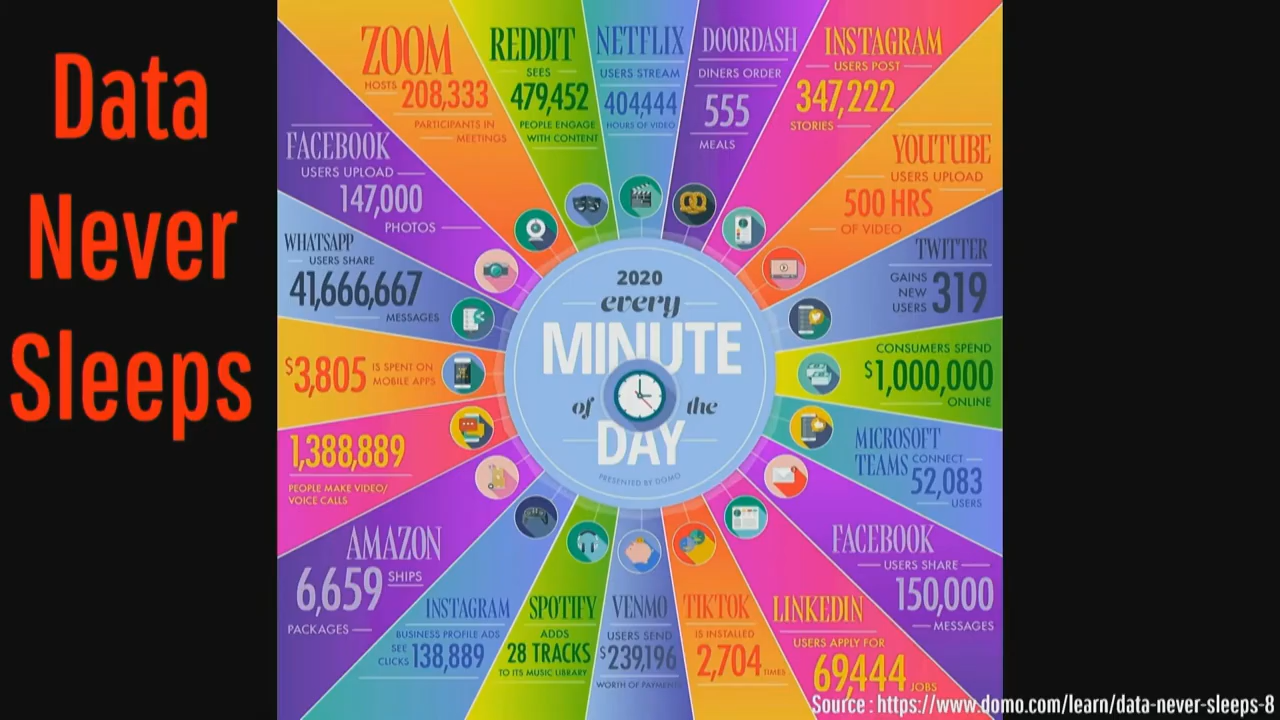 Data
Never
Sleeps
ZOOM
HOSTS 208,333
PARTICIPANTS IN
MEETINGS
REDDIT
SEES
479,452
PEOPLE ENGAGE
WITH CONTENT
NETFLIX
USERS STREAM
404,444
HOURS OF VIDEO
DOORDASH
DINERS ORDER
555
MEALS
INSTAGRAM
USERS POST
347,222
STORIES
YOUTUBE
USERS UPLOAD
500 HRS
OF VIDEO
TWITTER
GAINS
NEW
USERS 319
CONSUMERS SPEND
$1,000,000
ONLINE
MICROSOFT
TEAMS CONNECT
52,083
USERS
FACEBOOK
USERS SHARE
150,000
MESSAGES
LINKEDIN
USERS APPLY FOR
69,444 JOBS
TIKTOK
IS INSTALLED
2,704 TIMES
VENMO
USERS SEND
$239,196
WORTH OF PAYMENTS
SPOTIFY
ADDS
28 TRACKS
TO ITS MUSIC LIBRARY
INSTAGRAM
BUSINESS PROFILE ADS
SEE
CLICKS 138,889
AMAZON
6,659 SHIPS
PACKAGES
1,388,889
PEOPLE MAKE VIDEO/
VOICE CALLS
$3,805 IS SPENT ON
MOBILE APPS
WHATSAPP
USERS SHARE
41,666,667
MESSAGES
FACEBOOK
USERS UPLOAD
147,000
PHOTOS
2020
every
MINUTE
of the
DAY
PRESENTED BY DOMO
Source : https://www.domo.com/learn/data-never-sleeps-8